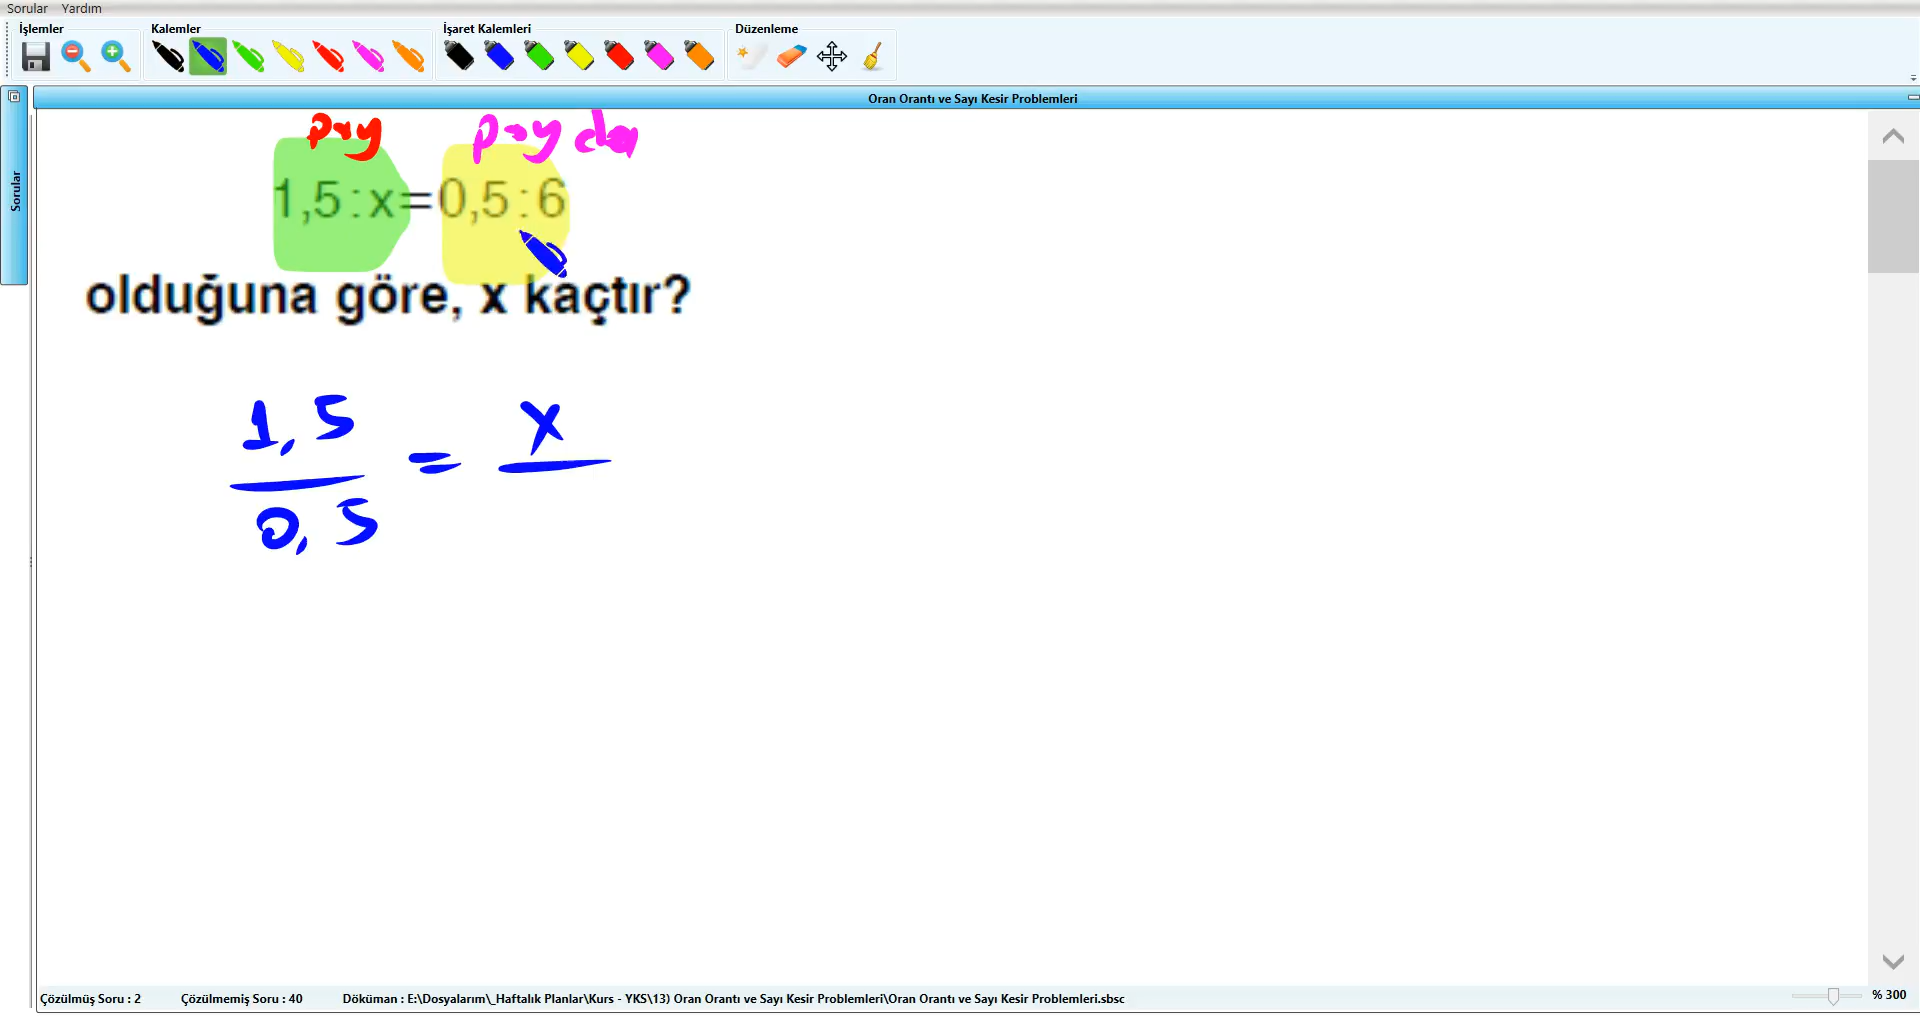 Sorular Yardım
İşlemler Kalemler İşaret Kalemleri Düzenleme
Oran Orantı ve Sayı Kesir Problemleri
Sorular
pay payda
1,5 : x = 0,5 : 6
olduğuna göre, x kaçtır?
1,5 = x
0,5
Çözülmüş Soru : 2 Çözülmemiş Soru : 40 Döküman : E:\Dosyalarım\_Haftalık Planlar\Kurs - YKS\13) Oran Orantı ve Sayı Kesir Problemleri\Oran Orantı ve Sayı Kesir Problemleri.sbsc % 300